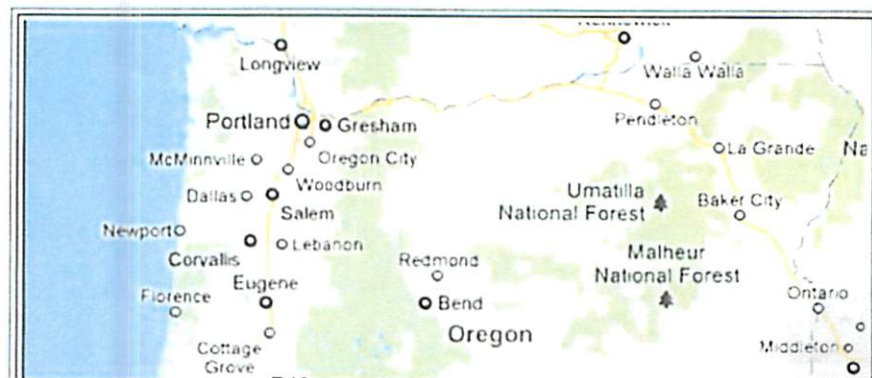 Longview
Walla Walla
Portland
Gresham
Pendleton
Oregon City
McMinnville
La Grande
Woodburn
Dallas
Umatilla
National Forest
Baker City
Salem
Newport
Lebanon
Corvallis
Malheur
National Forest
Redmond
Eugene
Florence
Bend
Ontario
Oregon
Cottage
Grove
Middleton